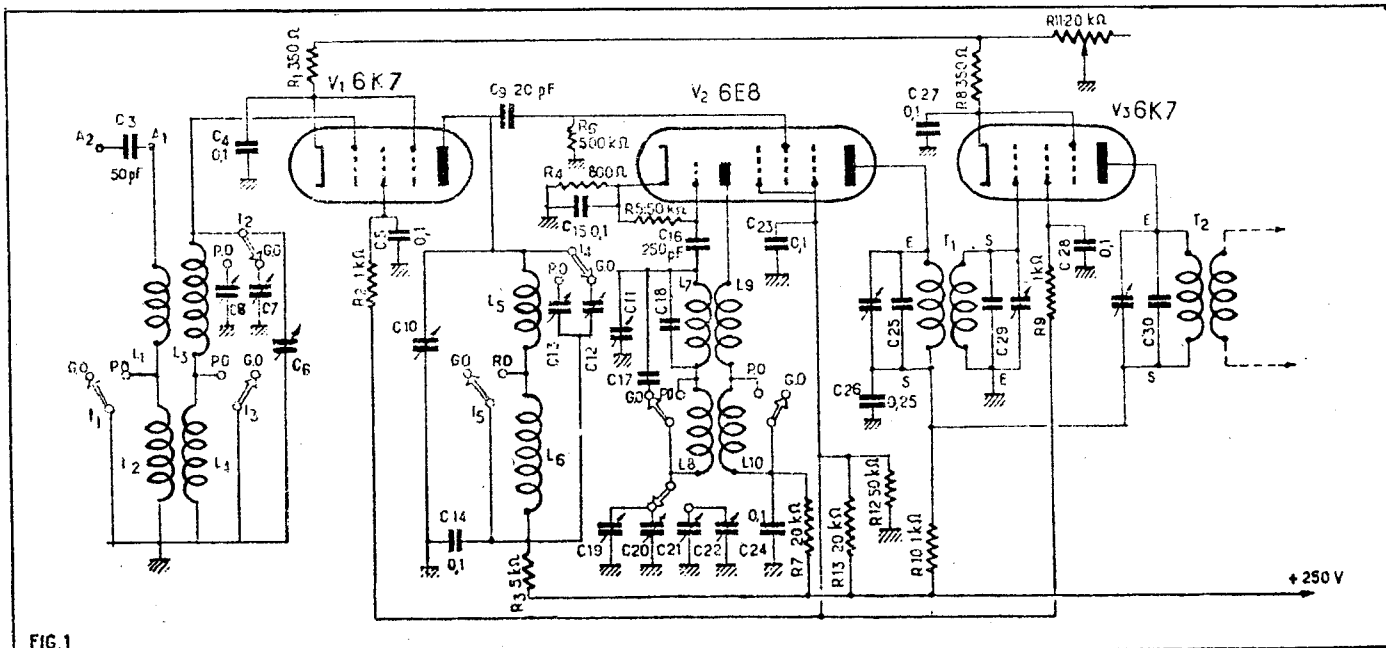 R1 350 Ω
R11 20 kΩ
V1 6K7
C9 20 pF
V2 6E8
R8 350 Ω
C27
0,1
V3 6K7
A2
C3
A1
50 pF
C4
0,1
R6
500 kΩ
R4
800 Ω
C15 0,1
R5 50 kΩ
C16
250 pF
C23
0,1
C5
0,1
R2 1 kΩ
I2
P.O
G.O
C8
C7
C6
L1
L3
P.O
P.O
G.O
G.O
I1
I3
L2
L4
I4
G.O
P.O
L5
C10
C13
C12
G.O
P.O
I5
L6
C14
0,1
R3 5 kΩ
C11
C18
L7
L9
C17
G.O
P.O
P.O
G.O
L8
L10
C19
C20
C21
C22
C24
0,1
R7 20 kΩ
R13 20 kΩ
R12 50 kΩ
R10 1 kΩ
E
T1
S
C25
C29
S
E
C26
0,25
R9
1 kΩ
C28
0,1
E
T2
C30
S
+ 250 V
FIG.1